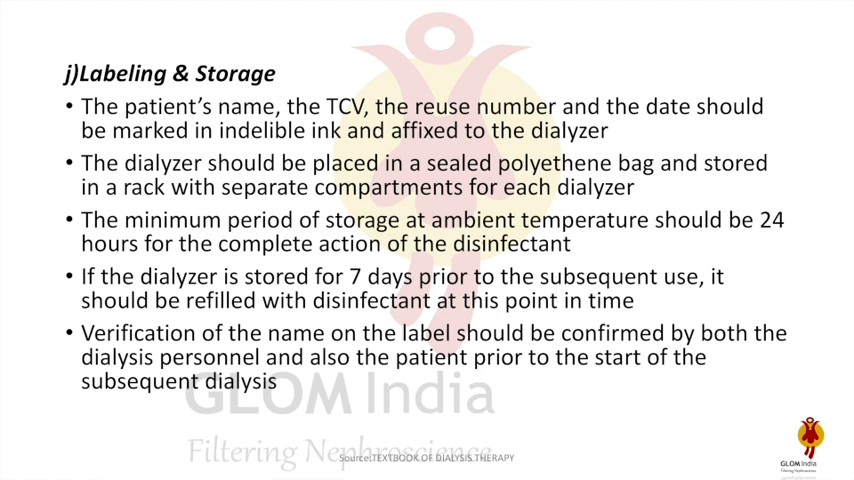 j)Labeling & Storage
• The patient's name, the TCV, the reuse number and the date should
be marked in indelible ink and affixed to the dialyzer
• The dialyzer should be placed in a sealed polyethene bag and stored
in a rack with separate compartments for each dialyzer
• The minimum period of storage at ambient temperature should be 24
hours for the complete action of the disinfectant
• If the dialyzer is stored for 7 days prior to the subsequent use, it
should be refilled with disinfectant at this point in time
• Verification of the name on the label should be confirmed by both the
dialysis personnel and also the patient prior to the start of the
subsequent dialysis
GLOM India
Filtering Nephroscience
Source:TEXTBOOK OF DIALYSIS THERAPY
GLOM India
Filtering Nephroscience